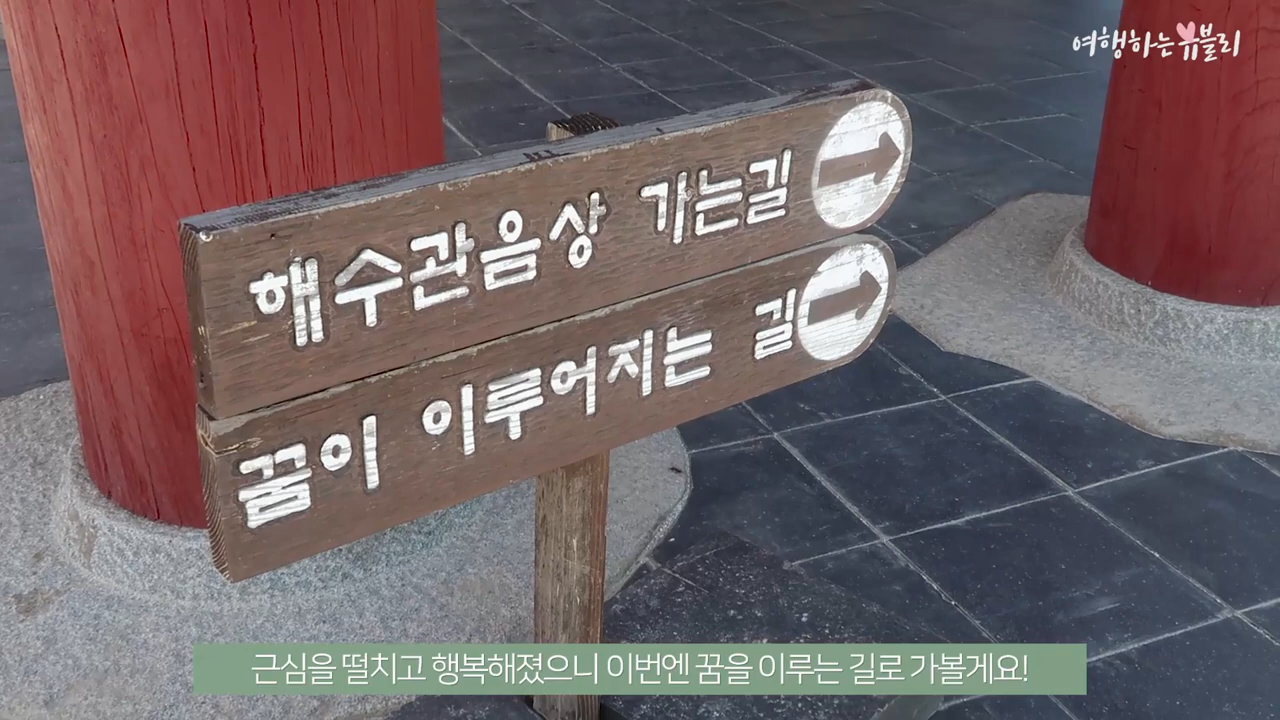 여행하는유블리
해수관음상 가는길
꿈이 이루어지는 길
근심을 떨치고 행복해졌으니 이번엔 꿈을 이루는 길로 가볼게요!